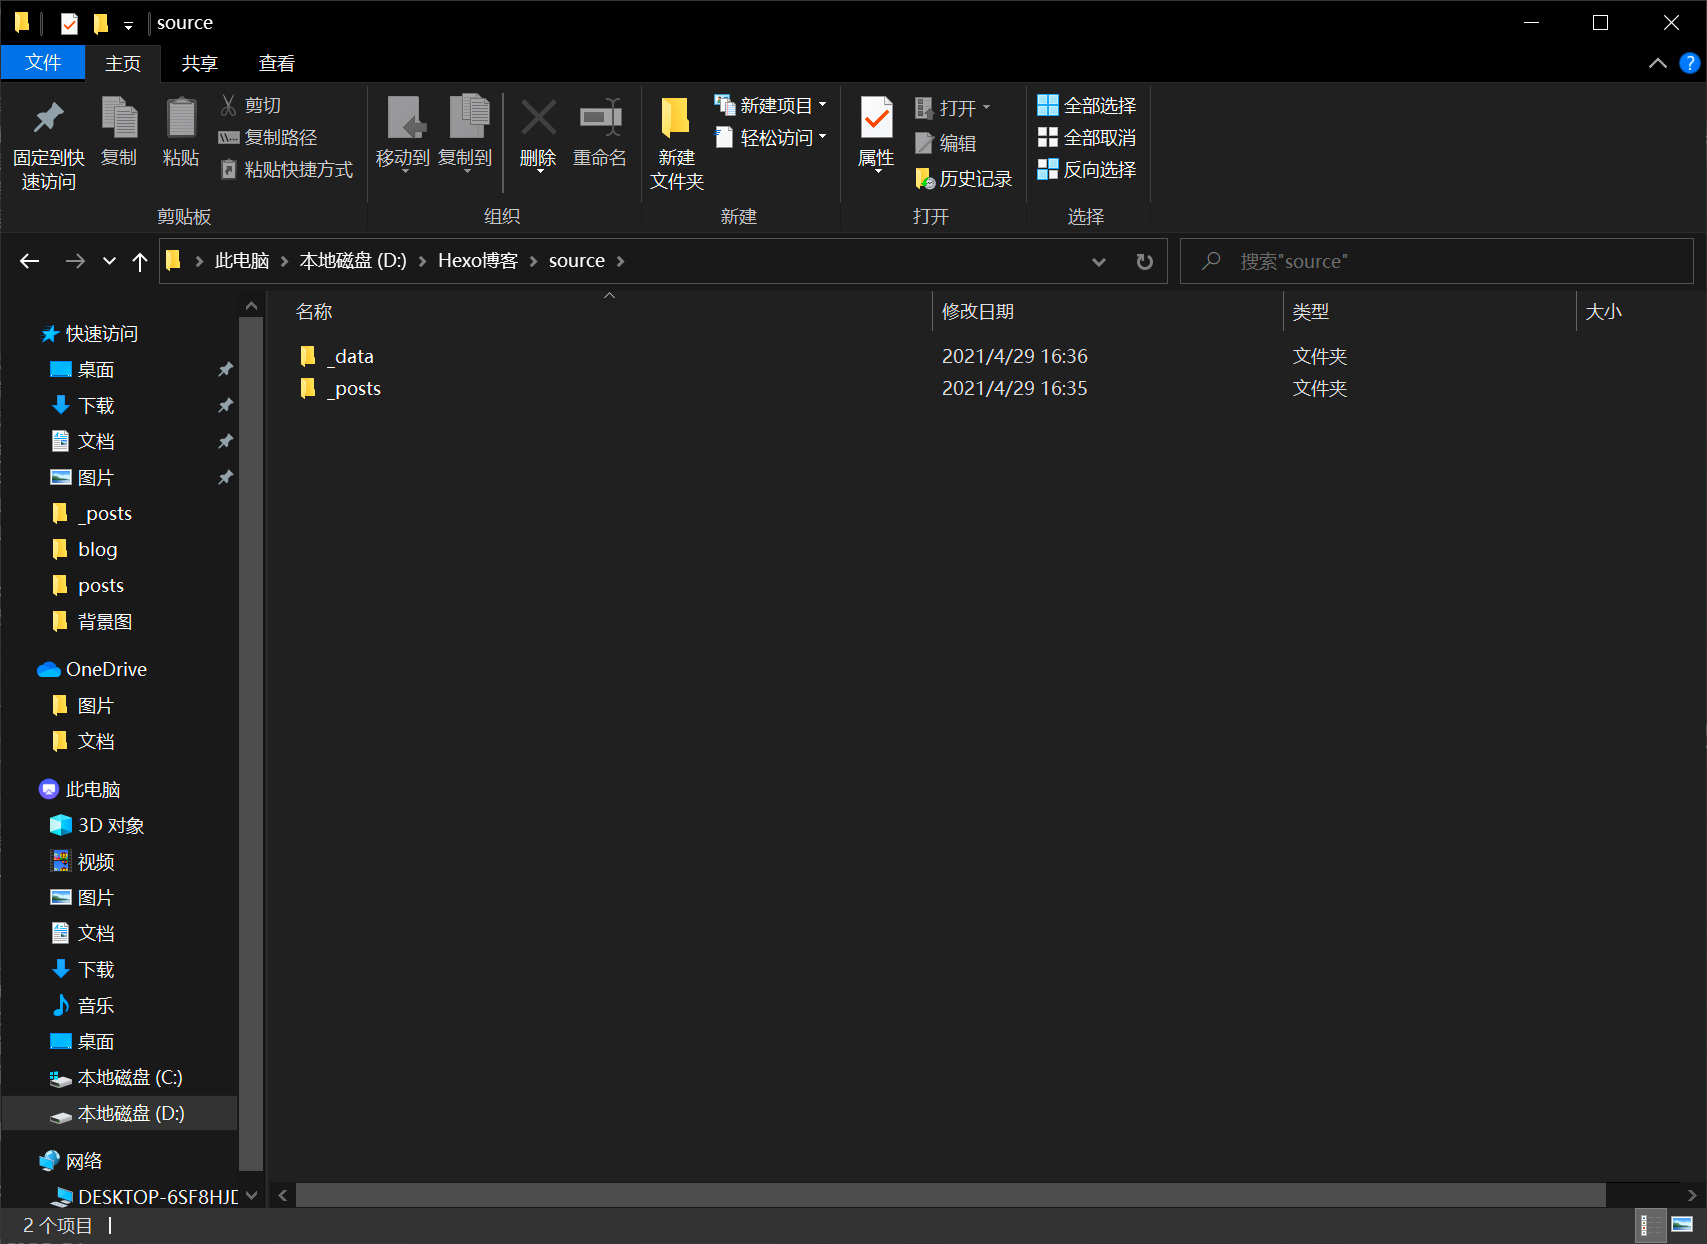 source
文件
主页
共享
查看
固定到快
速访问
复制
粘贴
剪切
复制路径
粘贴快捷方式
剪贴板
移动到
复制到
删除
重命名
组织
新建
文件夹
新建项目
轻松访问
新建
属性
打开
编辑
历史记录
打开
全部选择
全部取消
反向选择
选择
此电脑 › 本地磁盘 (D:) › Hexo博客 › source ›
搜索"source"
名称 修改日期 类型 大小
_data 2021/4/29 16:36 文件夹
_posts 2021/4/29 16:35 文件夹
快速访问
桌面
下载
文档
图片
_posts
blog
posts
背景图
OneDrive
图片
文档
此电脑
3D 对象
视频
图片
文档
下载
音乐
桌面
本地磁盘 (C:)
本地磁盘 (D:)
网络
DESKTOP-6SF8HJD
2 个项目